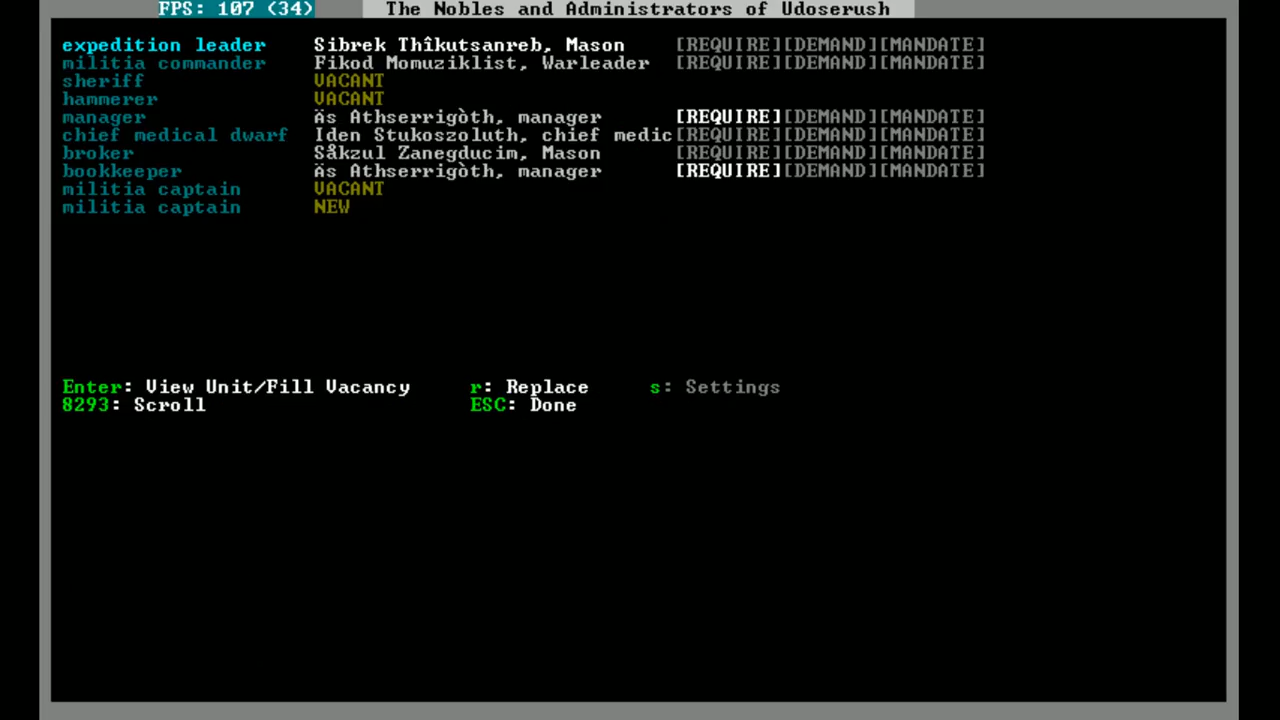 FPS: 107 (34) The Nobles and Administrators of Udoserush
expedition leader Sibrek Thîkutsanreb, Mason [REQUIRE][DEMAND][MANDATE]
militia commander Fikod Momuziklist, Warleader [REQUIRE][DEMAND][MANDATE]
sheriff VACANT
hammerer VACANT
manager Äs Athserrigòth, manager [REQUIRE][DEMAND][MANDATE]
chief medical dwarf Iden Stukoszoluth, chief medic[REQUIRE][DEMAND][MANDATE]
broker Såkzul Zanegducim, Mason [REQUIRE][DEMAND][MANDATE]
bookkeeper Äs Athserrigòth, manager [REQUIRE][DEMAND][MANDATE]
militia captain VACANT
militia captain NEW
Enter: View Unit/Fill Vacancy r: Replace s: Settings
8293: Scroll ESC: Done